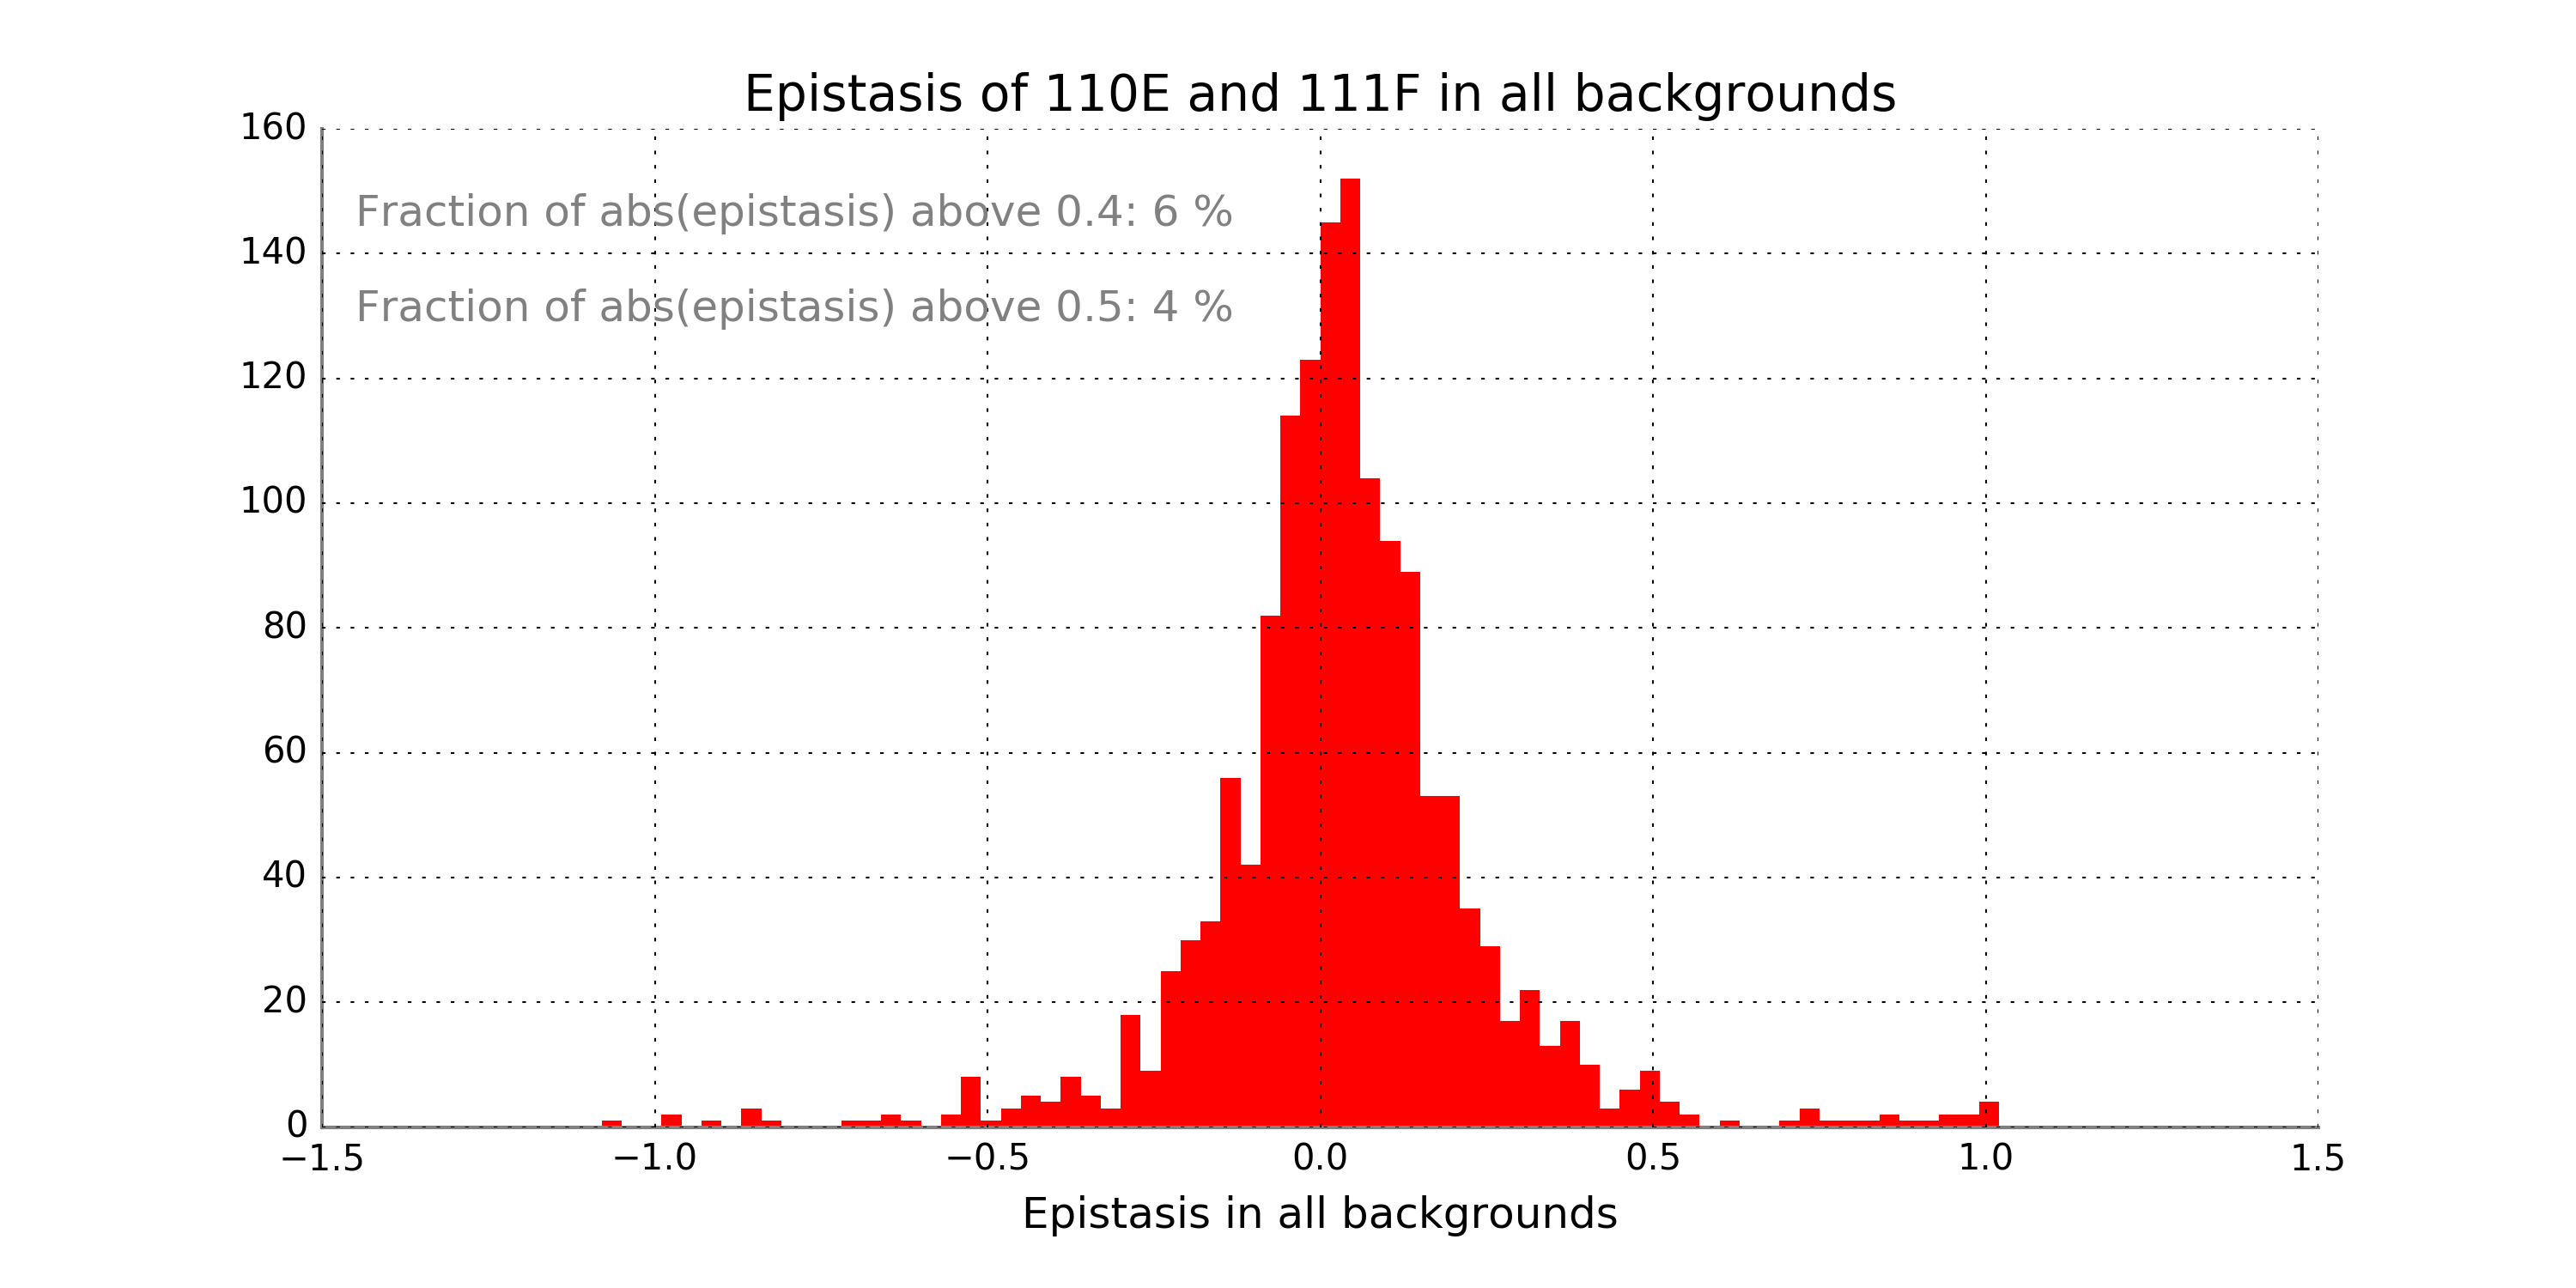 Epistasis of 110E and 111F in all backgrounds
160
Fraction of abs(epistasis) above 0.4: 6 %
140
Fraction of abs(epistasis) above 0.5: 4 %
120
100
80
60
40
20
0
−1.5 −1.0 −0.5 0.0 0.5 1.0 1.5
Epistasis in all backgrounds